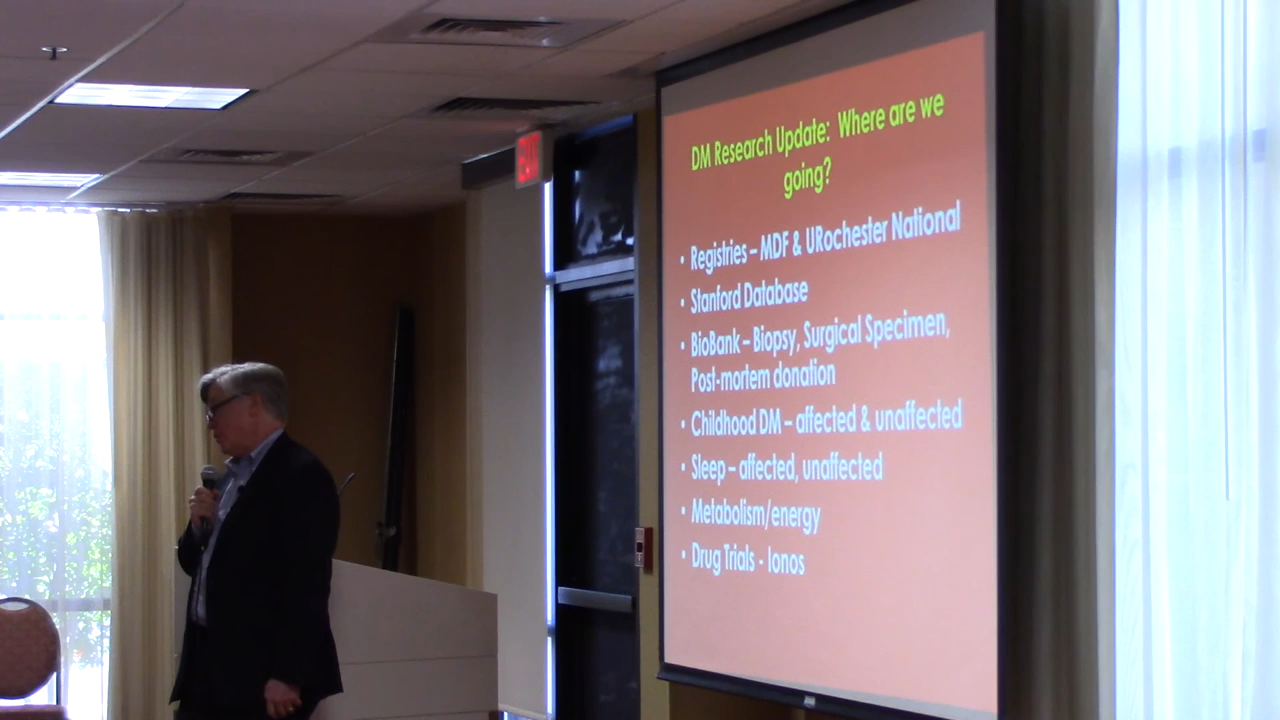 EXIT
DM Research Update: Where are we
going?
• Registries – MDF & URochester National
• Stanford Database
• BioBank – Biopsy, Surgical Specimen,
Post-mortem donation
• Childhood DM – affected & unaffected
• Sleep – affected, unaffected
• Metabolism/energy
• Drug Trials - Ionos